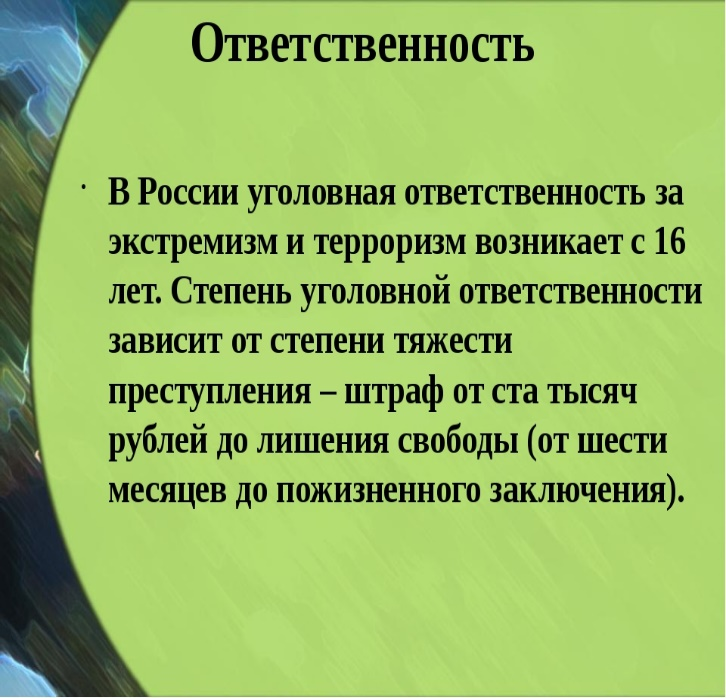 Ответственность
В России уголовная ответственность за
экстремизм и терроризм возникает с 16
лет. Степень уголовной ответственности
зависит от степени тяжести
преступления – штраф от ста тысяч
рублей до лишения свободы (от шести
месяцев до пожизненного заключения).